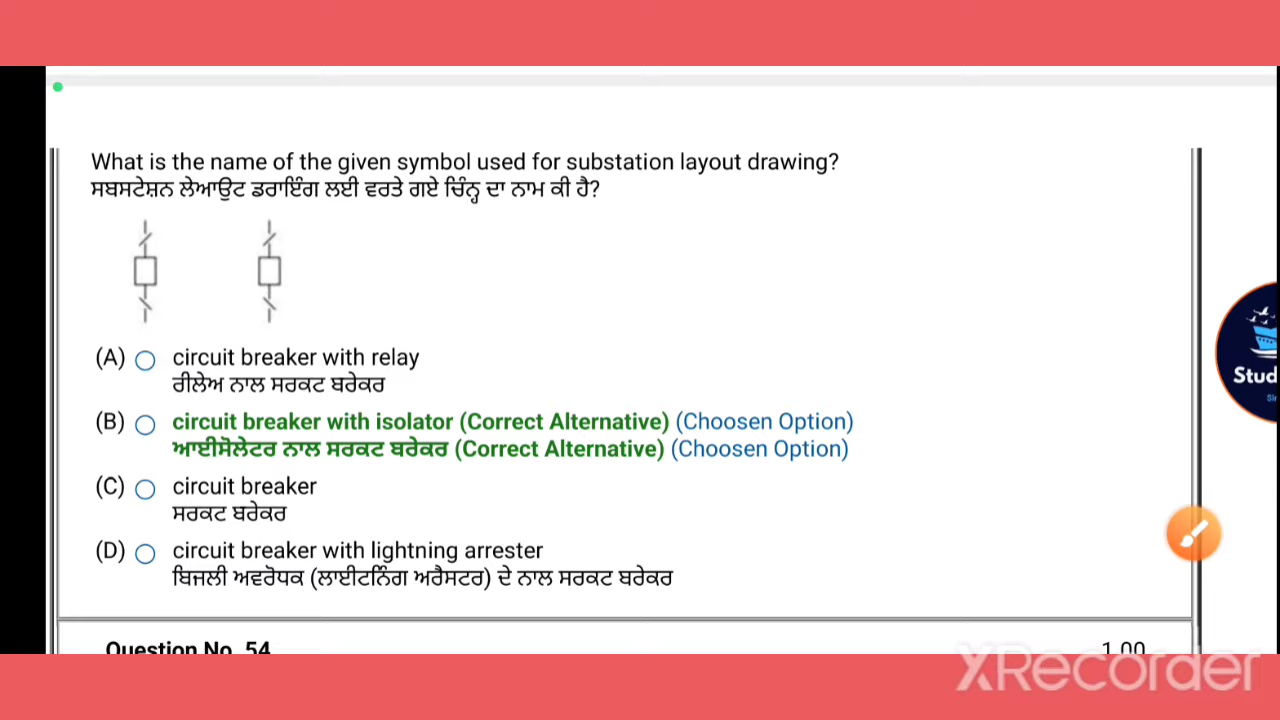 What is the name of the given symbol used for substation layout drawing?
ਸਬਸਟੇਸ਼ਨ ਲੇਆਉਟ ਡਰਾਇੰਗ ਲਈ ਵਰਤੇ ਗਏ ਚਿੰਨ੍ਹ ਦਾ ਨਾਮ ਕੀ ਹੈ?
(A) circuit breaker with relay
ਰੀਲੇਅ ਨਾਲ ਸਰਕਟ ਬਰੇਕਰ
(B) circuit breaker with isolator (Correct Alternative) (Choosen Option)
ਆਈਸੋਲੇਟਰ ਨਾਲ ਸਰਕਟ ਬਰੇਕਰ (Correct Alternative) (Choosen Option)
(C) circuit breaker
ਸਰਕਟ ਬਰੇਕਰ
(D) circuit breaker with lightning arrester
ਬਿਜਲੀ ਅਵਰੋਧਕ (ਲਾਈਟਨਿੰਗ ਅਰੈਸਟਰ) ਦੇ ਨਾਲ ਸਰਕਟ ਬਰੇਕਰ
Stud
Question No. 54 1.00
XRecorder